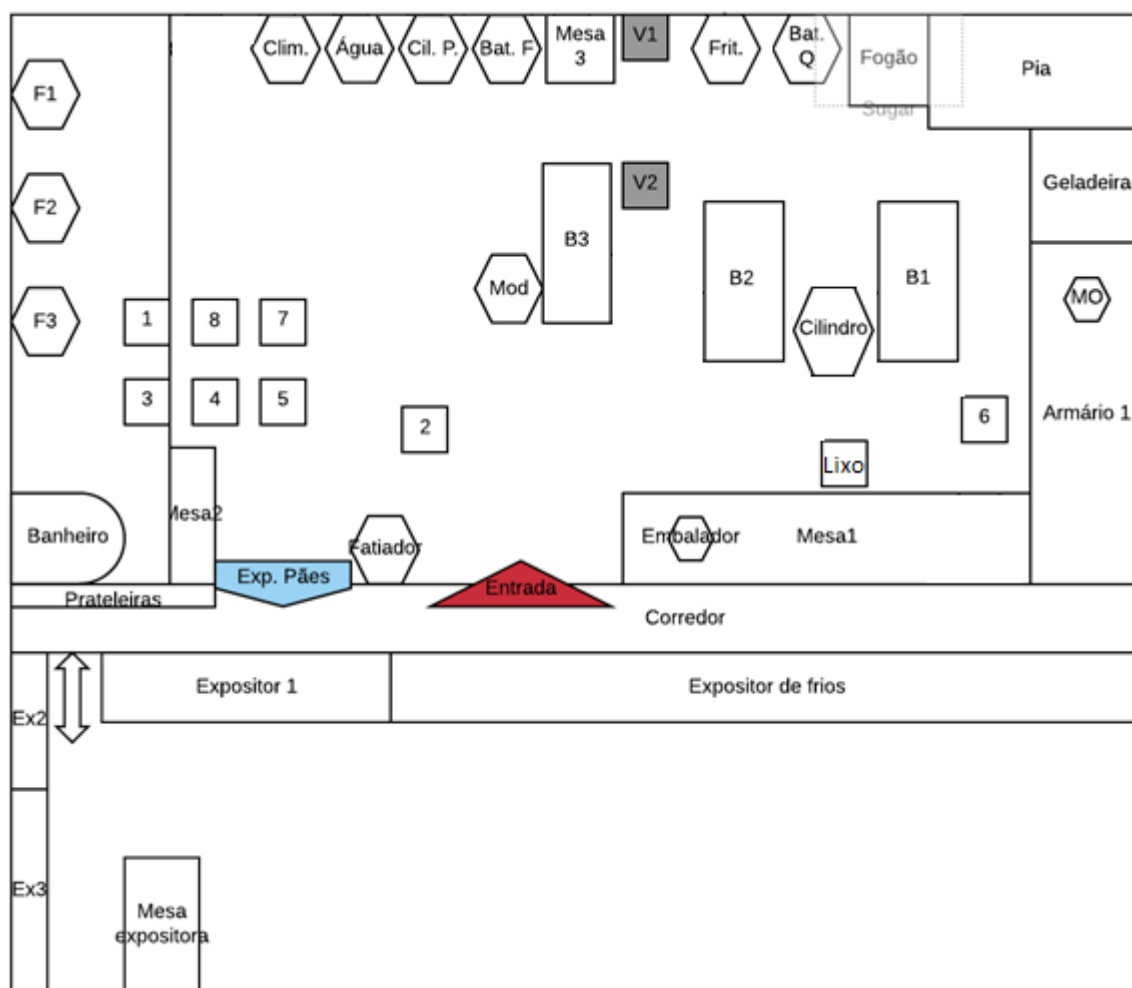 Clim.
Água
Cil. P.
Bat. F
Mesa
3
V1
Frit.
Bat.
Q
Fogão
Sugar
Pia
F1
F2
F3
V2
Geladeira
B3
B2
B1
Mod
Cilindro
MO
1
8
7
3
4
5
2
6
Armário 1
Lixo
Mesa2
Banheiro
Fatiador
Embalador
Mesa1
Exp. Pães
Entrada
Prateleiras
Corredor
Expositor 1
Expositor de frios
Ex2
Ex3
Mesa
expositora